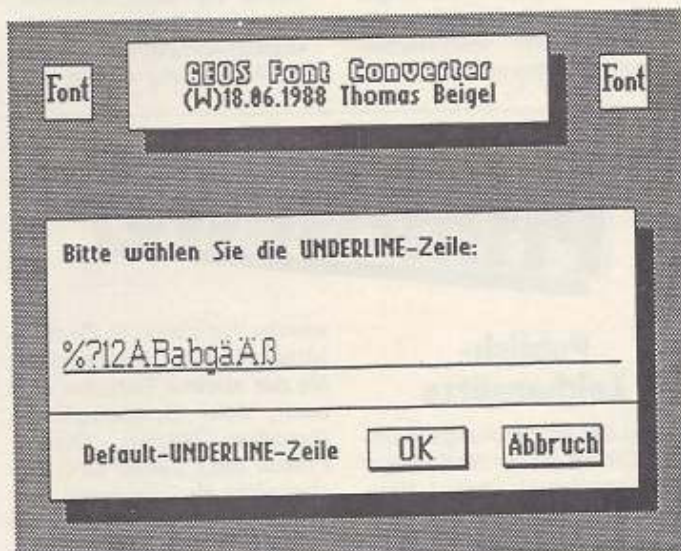 Font
GEOS Font Converter
(W)18.06.1988 Thomas Beigel
Font
Bitte wählen Sie die UNDERLINE-Zeile:
%?12ABabgäÄß
Default-UNDERLINE-Zeile
OK
Abbruch